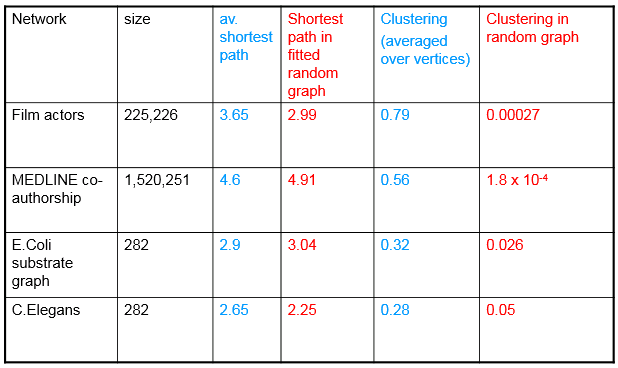 Network size av. shortest path Shortest path in fitted random graph Clustering (averaged over vertices) Clustering in random graph
Film actors 225,226 3.65 2.99 0.79 0.00027
MEDLINE co-authorship 1,520,251 4.6 4.91 0.56 1.8 x 10⁻⁴
E.Coli substrate graph 282 2.9 3.04 0.32 0.026
C.Elegans 282 2.65 2.25 0.28 0.05